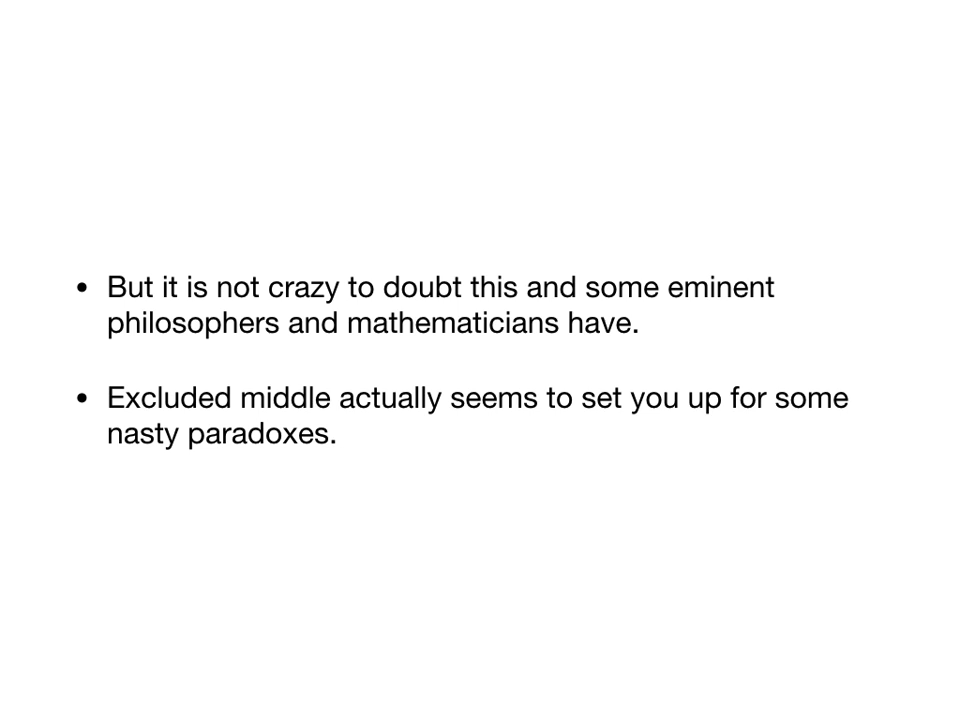 • But it is not crazy to doubt this and some eminent
philosophers and mathematicians have.
• Excluded middle actually seems to set you up for some
nasty paradoxes.